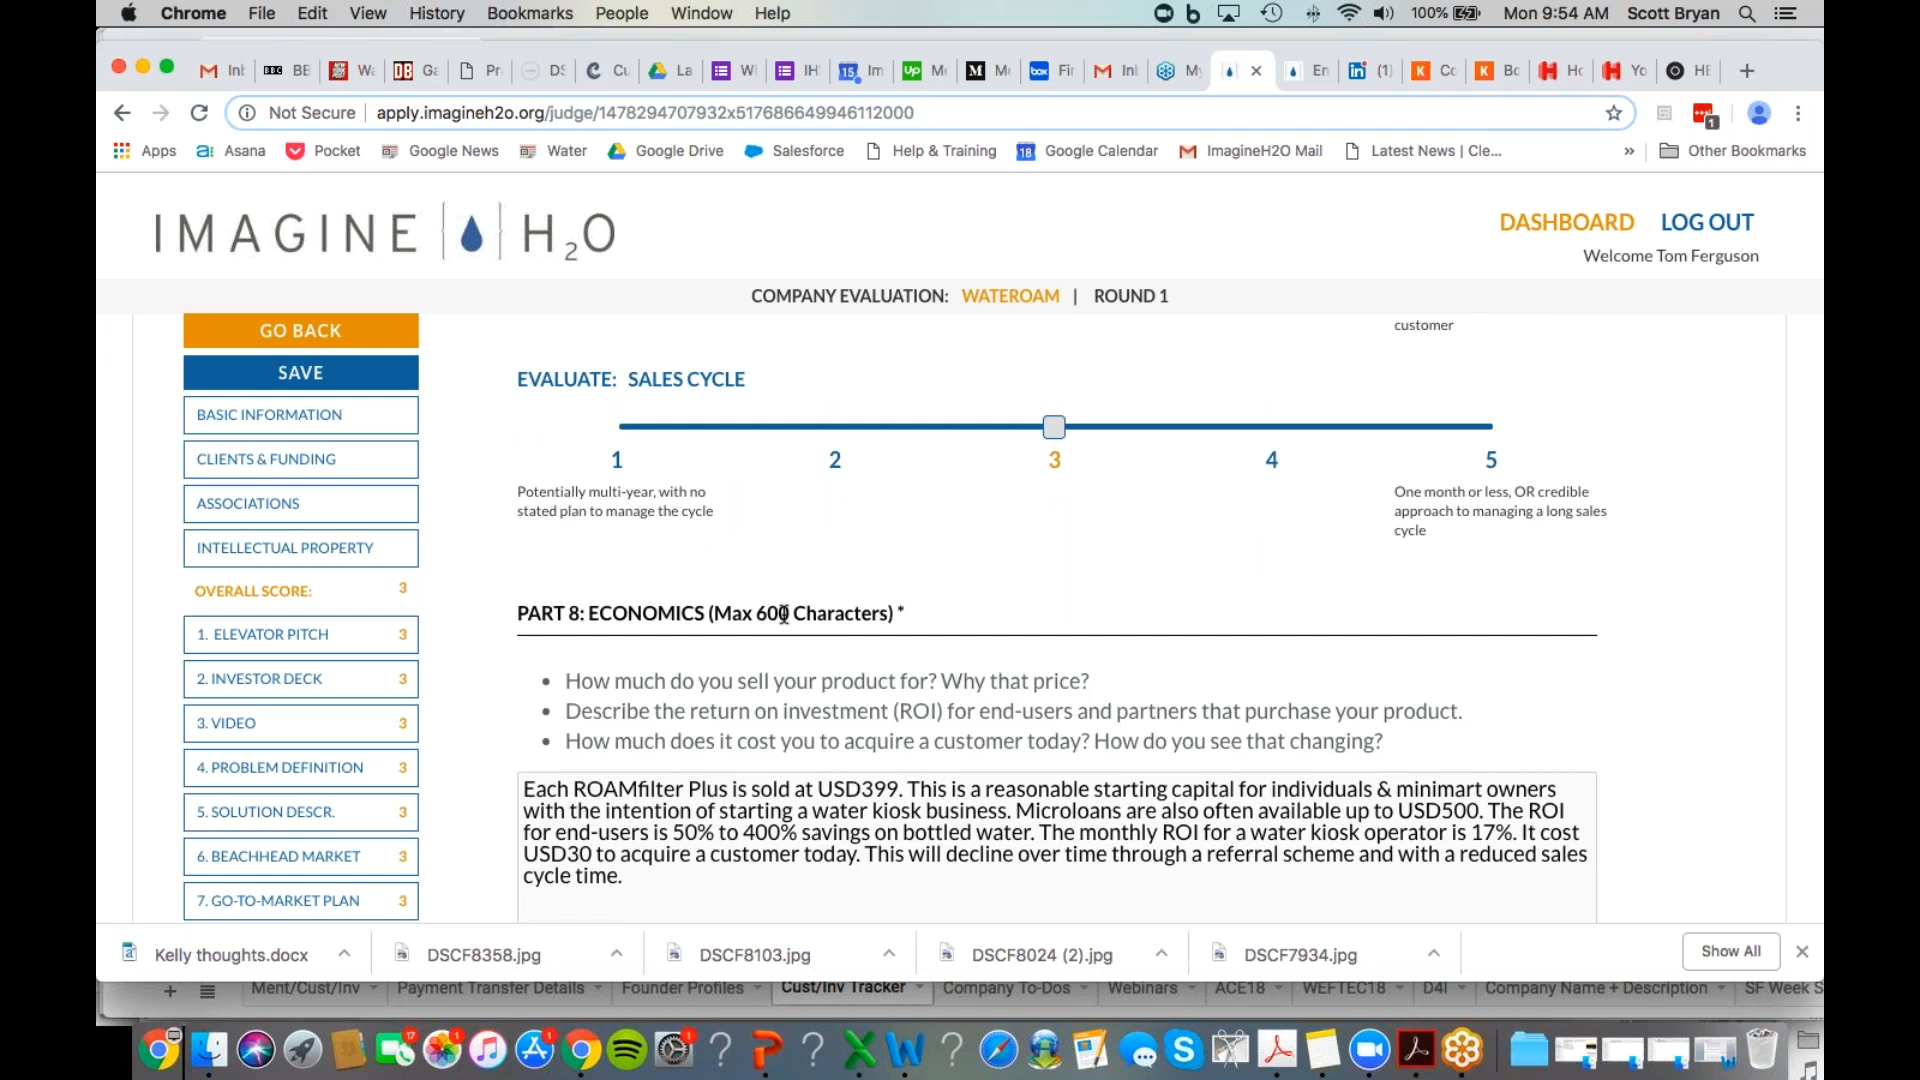 Chrome File Edit View History Bookmarks People Window Help 100% Mon 9:54 AM Scott Bryan
Not Secure apply.imagineh2o.org/judge/1478294707932x517686649946112000
Apps Asana Pocket Google News Water Google Drive Salesforce Help & Training 18 Google Calendar ImagineH2O Mail Latest News | Cle... » Other Bookmarks
IMAGINE H2O
DASHBOARD LOG OUT
Welcome Tom Ferguson
COMPANY EVALUATION: WATEROAM | ROUND 1
GO BACK
SAVE
BASIC INFORMATION
CLIENTS & FUNDING
ASSOCIATIONS
INTELLECTUAL PROPERTY
OVERALL SCORE: 3
1. ELEVATOR PITCH 3
2. INVESTOR DECK 3
3. VIDEO 3
4. PROBLEM DEFINITION 3
5. SOLUTION DESCR. 3
6. BEACHHEAD MARKET 3
7. GO-TO-MARKET PLAN 3
customer
EVALUATE: SALES CYCLE
1 2 3 4 5
Potentially multi-year, with no
stated plan to manage the cycle
One month or less, OR credible
approach to managing a long sales
cycle
PART 8: ECONOMICS (Max 600 Characters) *
• How much do you sell your product for? Why that price?
• Describe the return on investment (ROI) for end-users and partners that purchase your product.
• How much does it cost you to acquire a customer today? How do you see that changing?
Each ROAMfilter Plus is sold at USD399. This is a reasonable starting capital for individuals & minimart owners
with the intention of starting a water kiosk business. Microloans are also often available up to USD500. The ROI
for end-users is 50% to 400% savings on bottled water. The monthly ROI for a water kiosk operator is 17%. It cost
USD30 to acquire a customer today. This will decline over time through a referral scheme and with a reduced sales
cycle time.
Kelly thoughts.docx DSCF8358.jpg DSCF8103.jpg DSCF8024 (2).jpg DSCF7934.jpg Show All
Ment/Cust/Inv Payment Transfer Details Founder Profiles Cust/Inv Tracker Company To-Dos Webinars ACE18 WEFTEC18 D4I Company Name + Description SF Week S